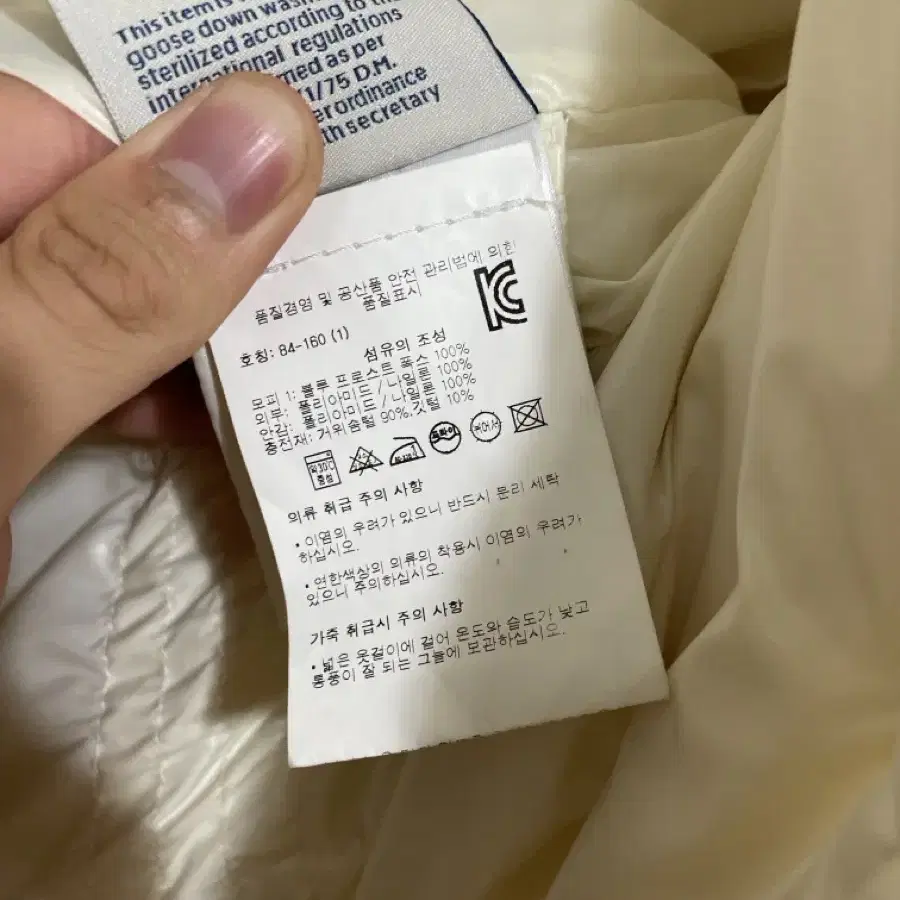 This item is
goose down wash
sterilized according to th
international regulations
med as per
1/75 D.M.
er ordinance
th secretary
품질경영 및 공산품 안전 관리법에 의한
품질표시
호칭: 84-160 (1)
섬유의 조성
모피 1: 블루 프로스트 폭스 100%
외부: 폴리아미드 / 나일론 100%
안감: 폴리아미드 / 나일론 100%
충전재: 거위솜털 90%, 깃털 10%
의류 취급 주의 사항
• 이염의 우려가 있으니 반드시 분리 세탁
하십시오.
• 연한색상의 의류의 착용시 이염의 우려가
있으니 주의하십시오.
가죽 취급시 주의 사항
• 넓은 옷걸이에 걸어 온도와 습도가 낮고
통풍이 잘 되는 그늘에 보관하십시오.